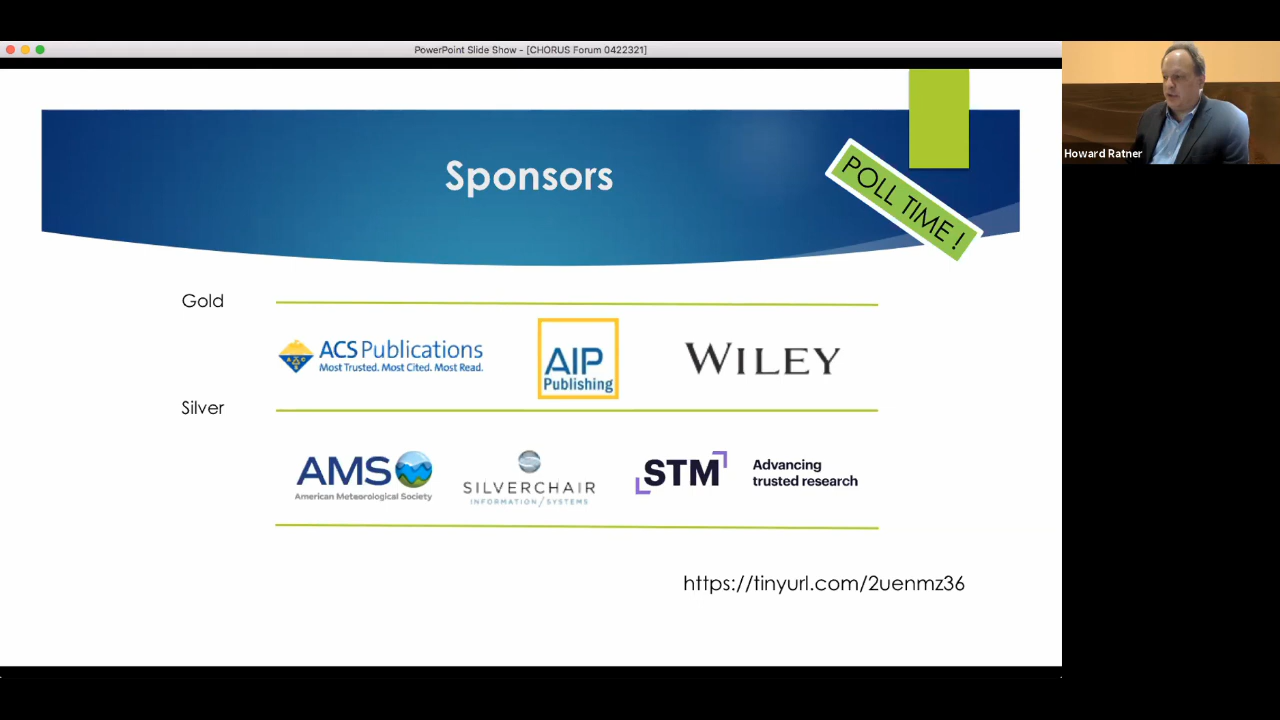 PowerPoint Slide Show - [CHORUS Forum 0422321]
Howard Ratner
Sponsors
POLL TIME !
Gold
ACS Publications
Most Trusted. Most Cited. Most Read.
AIP
Publishing
WILEY
Silver
AMS
American Meteorological Society
SILVERCHAIR
INFORMATION/SYSTEMS
STM
Advancing
trusted research
https://tinyurl.com/2uenmz36